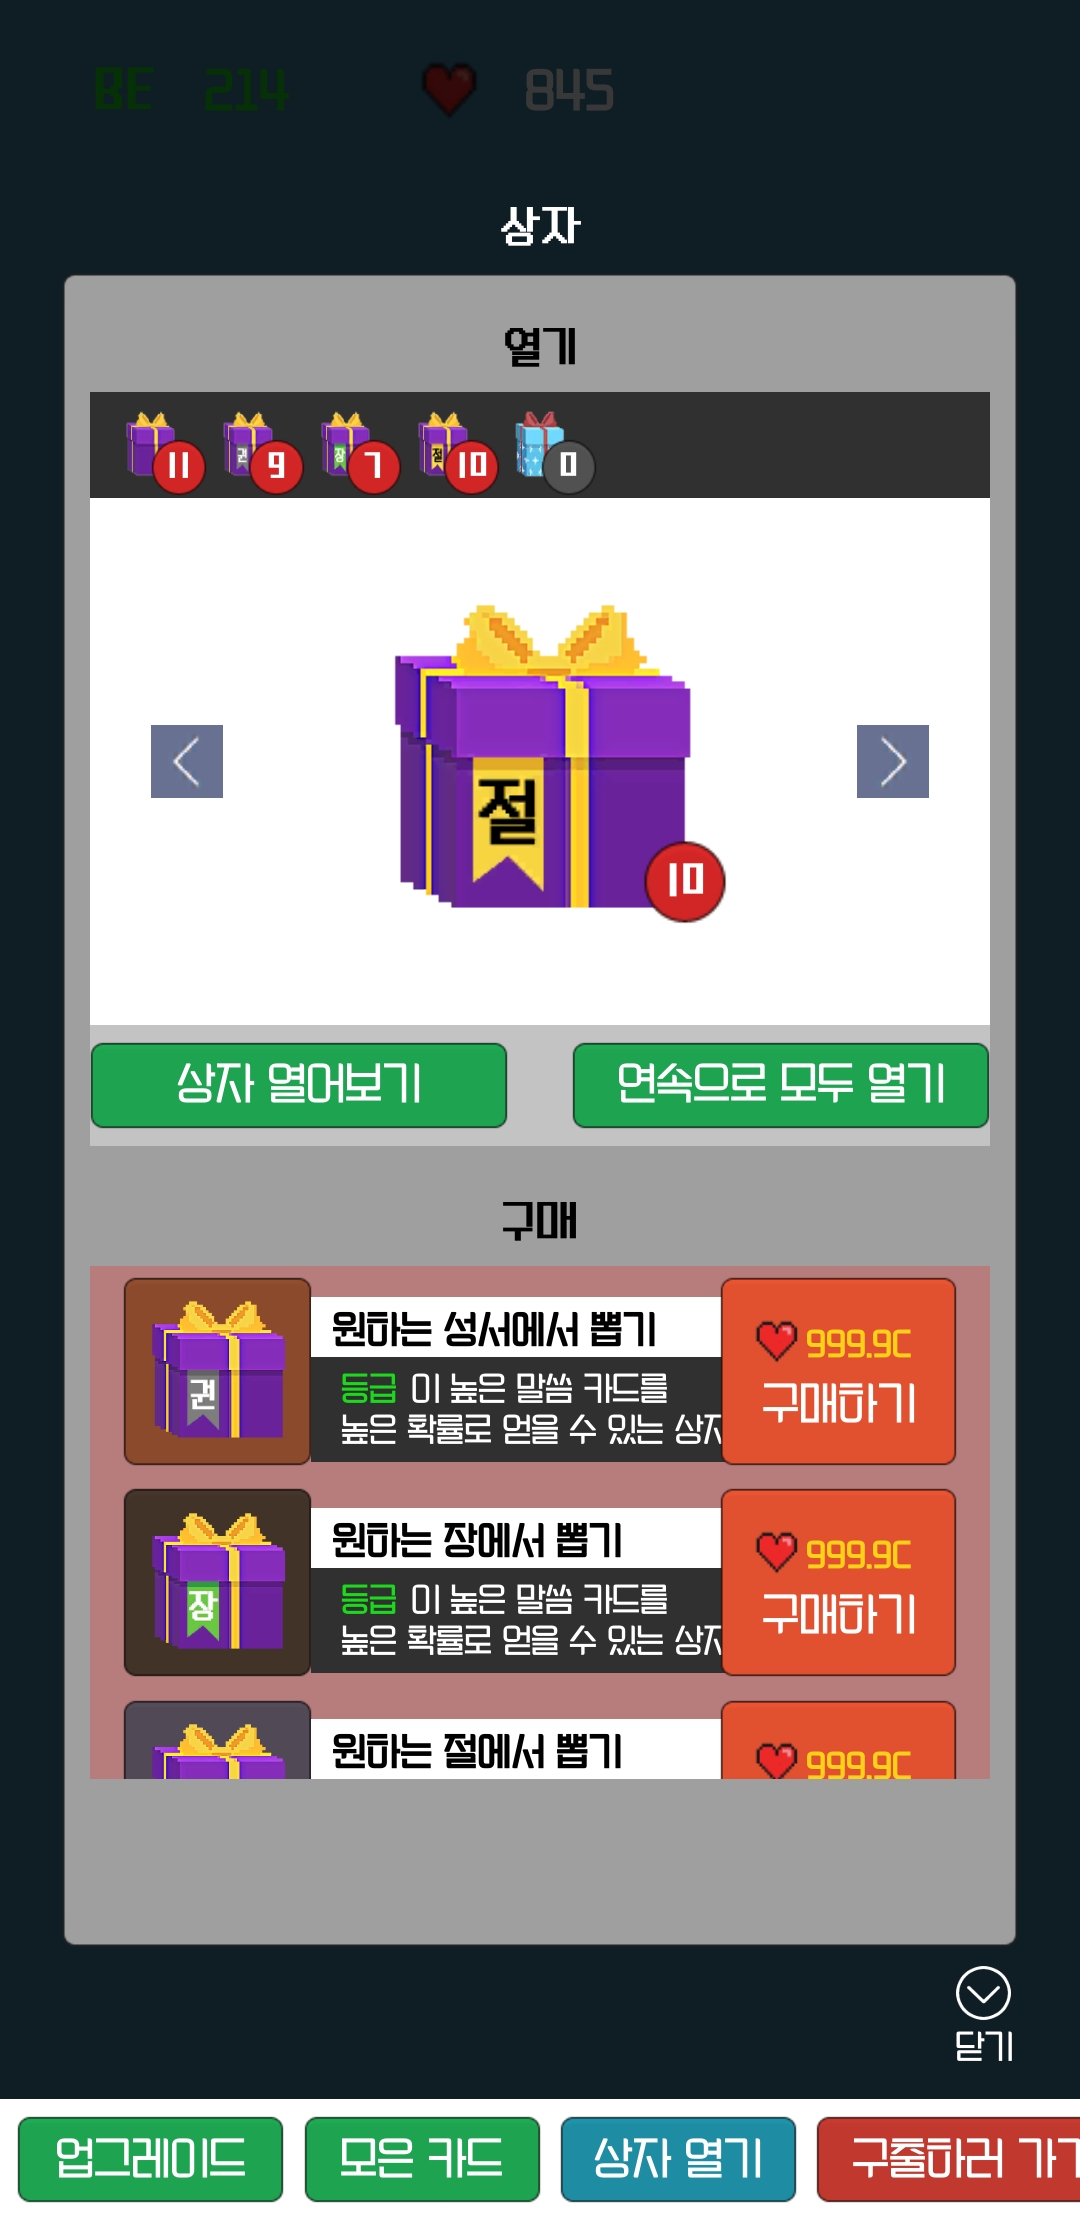 BE 214 845
상자
열기
11 권 9 장 7 절 10 0
절
10
상자 열어보기 연속으로 모두 열기
구매
권
원하는 성서에서 뽑기
등급 이 높은 말씀 카드를
높은 확률로 얻을 수 있는 상자
999.9C
구매하기
장
원하는 장에서 뽑기
등급 이 높은 말씀 카드를
높은 확률로 얻을 수 있는 상자
999.9C
구매하기
원하는 절에서 뽑기
999.9C
닫기
업그레이드 모은 카드 상자 열기 구출하러 가기